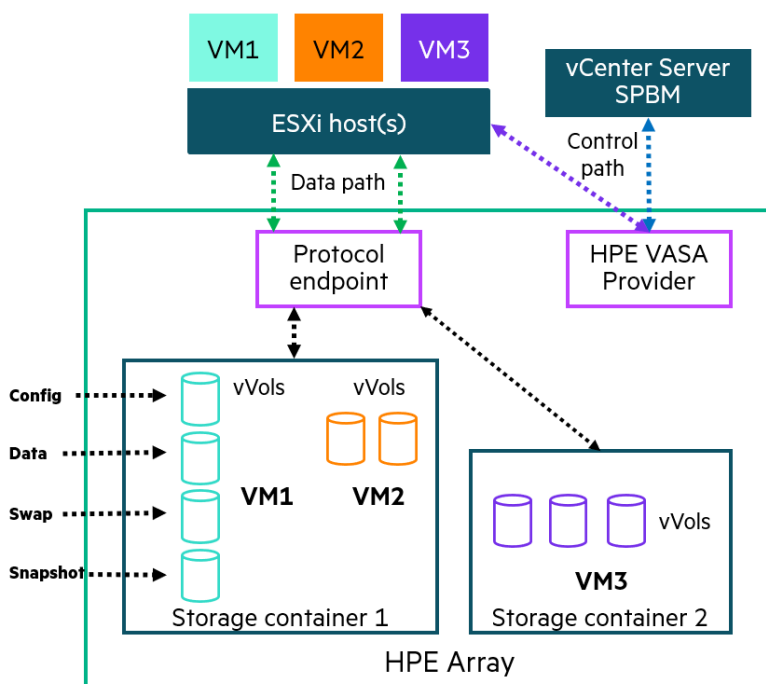 VM1
VM2
VM3
vCenter Server
SPBM
ESXi host(s)
Control
path
Data path
Protocol
endpoint
HPE VASA
Provider
Config
vVols
vVols
Data
VM1
VM2
Swap
vVols
Snapshot
VM3
Storage container 1
Storage container 2
HPE Array